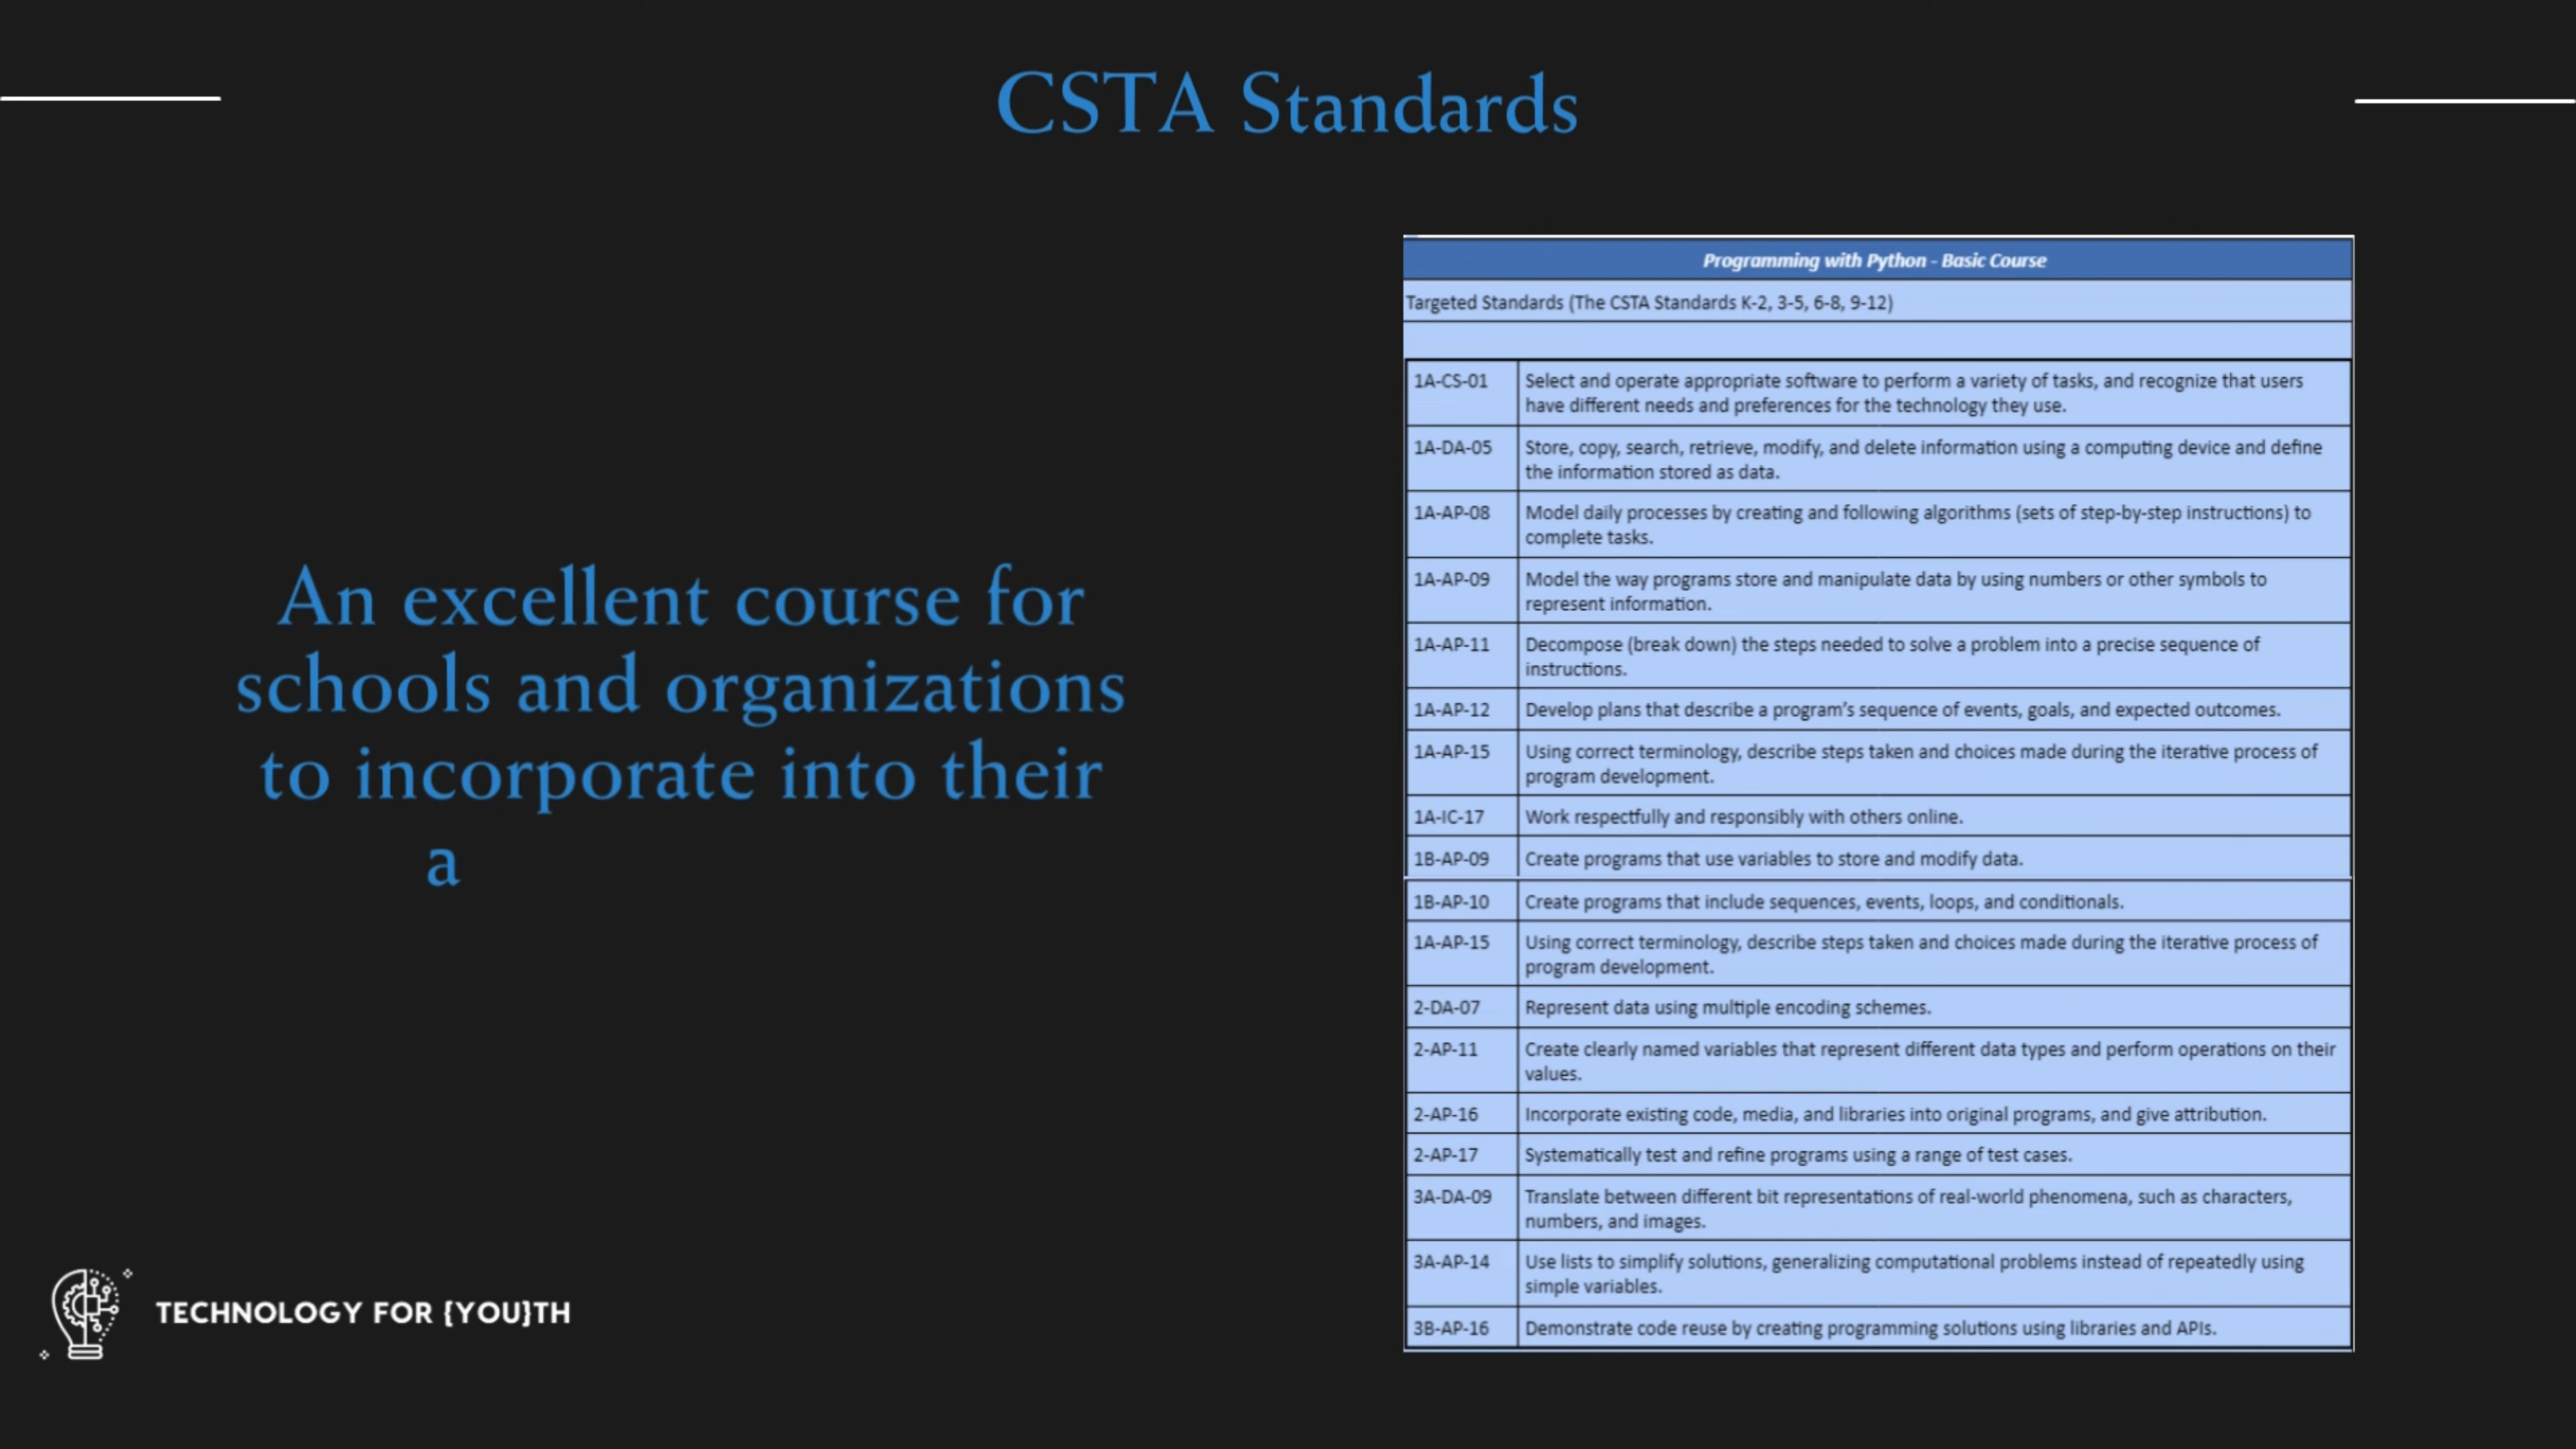 CSTA Standards
An excellent course for
schools and organizations
to incorporate into their
a
TECHNOLOGY FOR {YOU}TH
Programming with Python - Basic Course
Targeted Standards (The CSTA Standards K-2, 3-5, 6-8, 9-12)
1A-CS-01 Select and operate appropriate software to perform a variety of tasks, and recognize that users
have different needs and preferences for the technology they use.
1A-DA-05 Store, copy, search, retrieve, modify, and delete information using a computing device and define
the information stored as data.
1A-AP-08 Model daily processes by creating and following algorithms (sets of step-by-step instructions) to
complete tasks.
1A-AP-09 Model the way programs store and manipulate data by using numbers or other symbols to
represent information.
1A-AP-11 Decompose (break down) the steps needed to solve a problem into a precise sequence of
instructions.
1A-AP-12 Develop plans that describe a program's sequence of events, goals, and expected outcomes.
1A-AP-15 Using correct terminology, describe steps taken and choices made during the iterative process of
program development.
1A-IC-17 Work respectfully and responsibly with others online.
1B-AP-09 Create programs that use variables to store and modify data.
1B-AP-10 Create programs that include sequences, events, loops, and conditionals.
1A-AP-15 Using correct terminology, describe steps taken and choices made during the iterative process of
program development.
2-DA-07 Represent data using multiple encoding schemes.
2-AP-11 Create clearly named variables that represent different data types and perform operations on their
values.
2-AP-16 Incorporate existing code, media, and libraries into original programs, and give attribution.
2-AP-17 Systematically test and refine programs using a range of test cases.
3A-DA-09 Translate between different bit representations of real-world phenomena, such as characters,
numbers, and images.
3A-AP-14 Use lists to simplify solutions, generalizing computational problems instead of repeatedly using
simple variables.
3B-AP-16 Demonstrate code reuse by creating programming solutions using libraries and APIs.